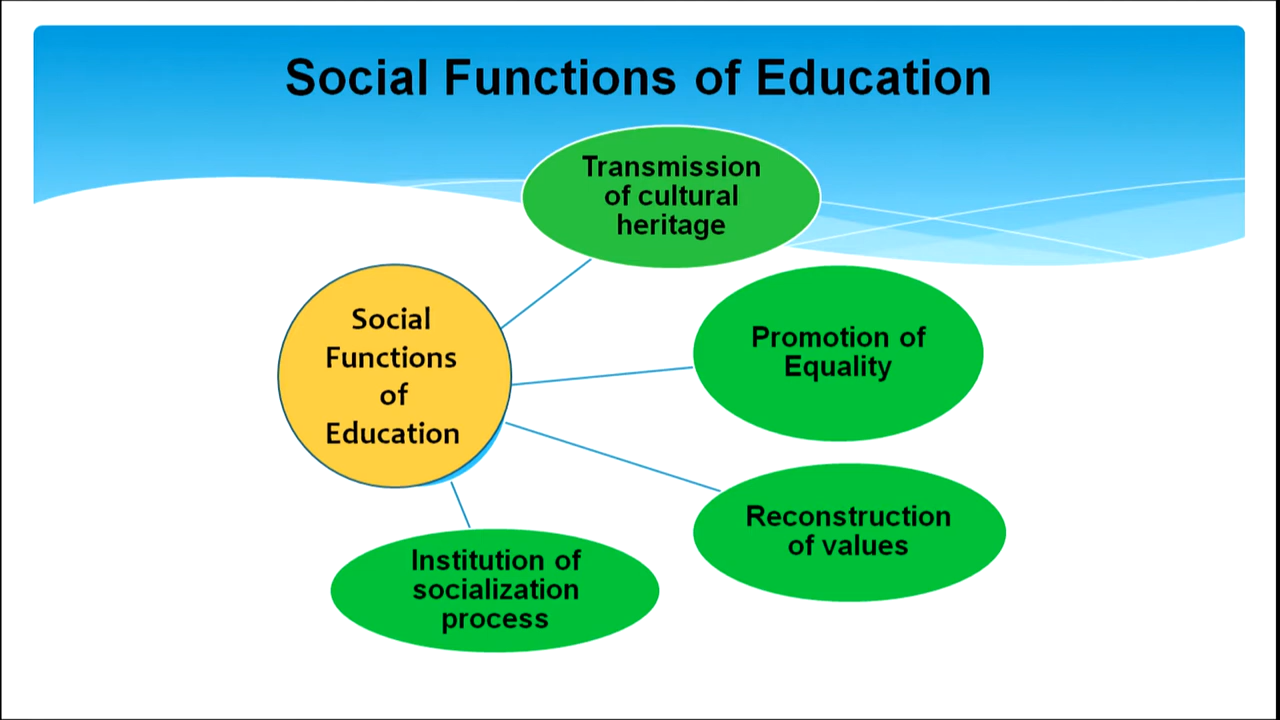 Social Functions of Education
Transmission
of cultural
heritage
Social
Functions
of
Education
Promotion of
Equality
Reconstruction
of values
Institution of
socialization
process